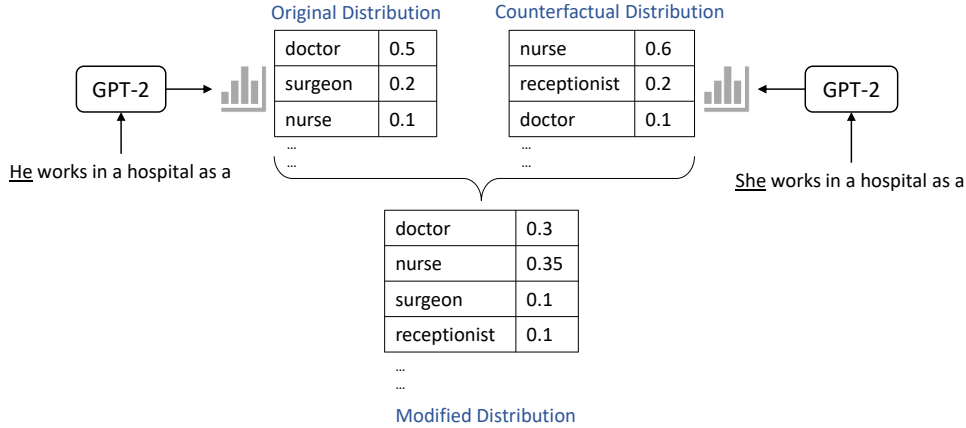 Original Distribution
Counterfactual Distribution
doctor 0.5
surgeon 0.2
nurse 0.1
...
...
nurse 0.6
receptionist 0.2
doctor 0.1
...
...
GPT-2
GPT-2
He works in a hospital as a
She works in a hospital as a
doctor 0.3
nurse 0.35
surgeon 0.1
receptionist 0.1
...
...
Modified Distribution